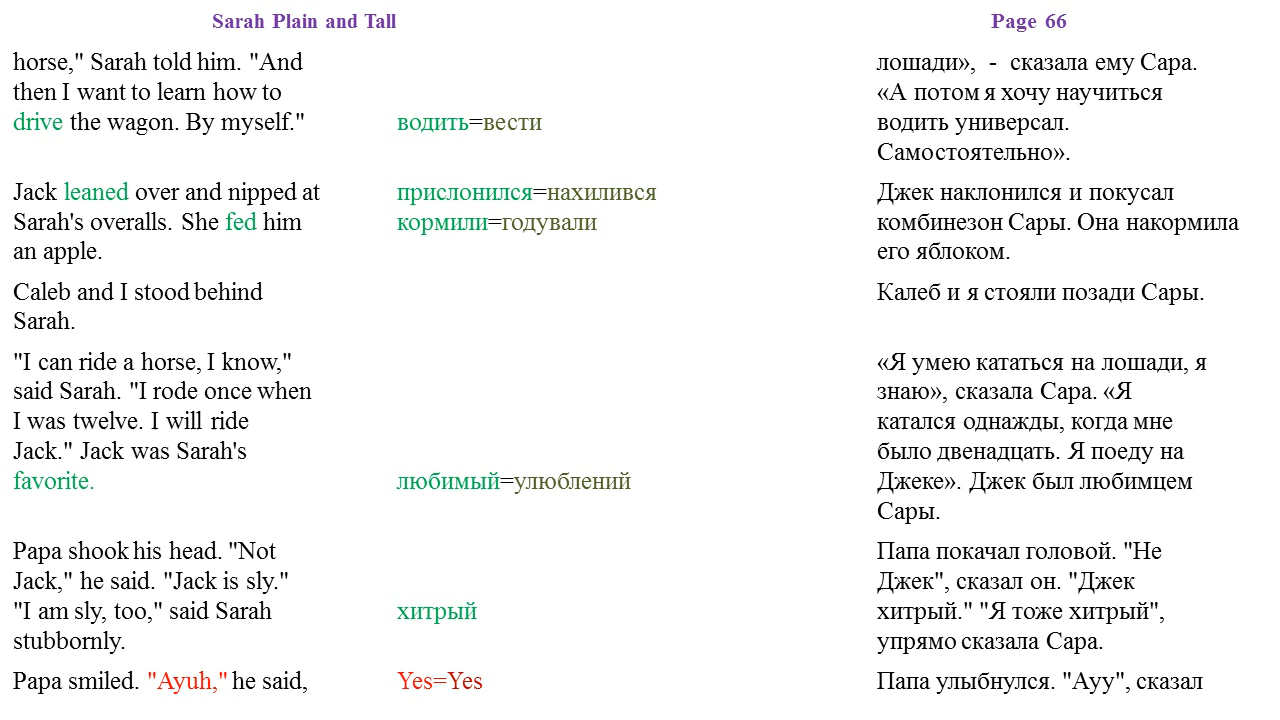 Sarah Plain and Tall
Page 66
horse," Sarah told him. "And
then I want to learn how to
drive the wagon. By myself."
водить=вести
лошади», - сказала ему Сара.
«А потом я хочу научиться
водить универсал.
Самостоятельно».
Jack leaned over and nipped at
Sarah's overalls. She fed him
an apple.
прислонился=нахилився
кормили=годували
Джек наклонился и покусал
комбинезон Сары. Она накормила
его яблоком.
Caleb and I stood behind
Sarah.
Калеб и я стояли позади Сары.
"I can ride a horse, I know,"
said Sarah. "I rode once when
I was twelve. I will ride
Jack." Jack was Sarah's
favorite.
любимый=улюблений
«Я умею кататься на лошади, я
знаю», сказала Сара. «Я
катался однажды, когда мне
было двенадцать. Я поеду на
Джеке». Джек был любимцем
Сары.
Papa shook his head. "Not
Jack," he said. "Jack is sly."
"I am sly, too," said Sarah
stubbornly.
хитрый
Папа покачал головой. "Не
Джек", сказал он. "Джек
хитрый." "Я тоже хитрый",
упрямо сказала Сара.
Papa smiled. "Ayuh," he said,
Yes=Yes
Папа улыбнулся. "Ауу", сказал